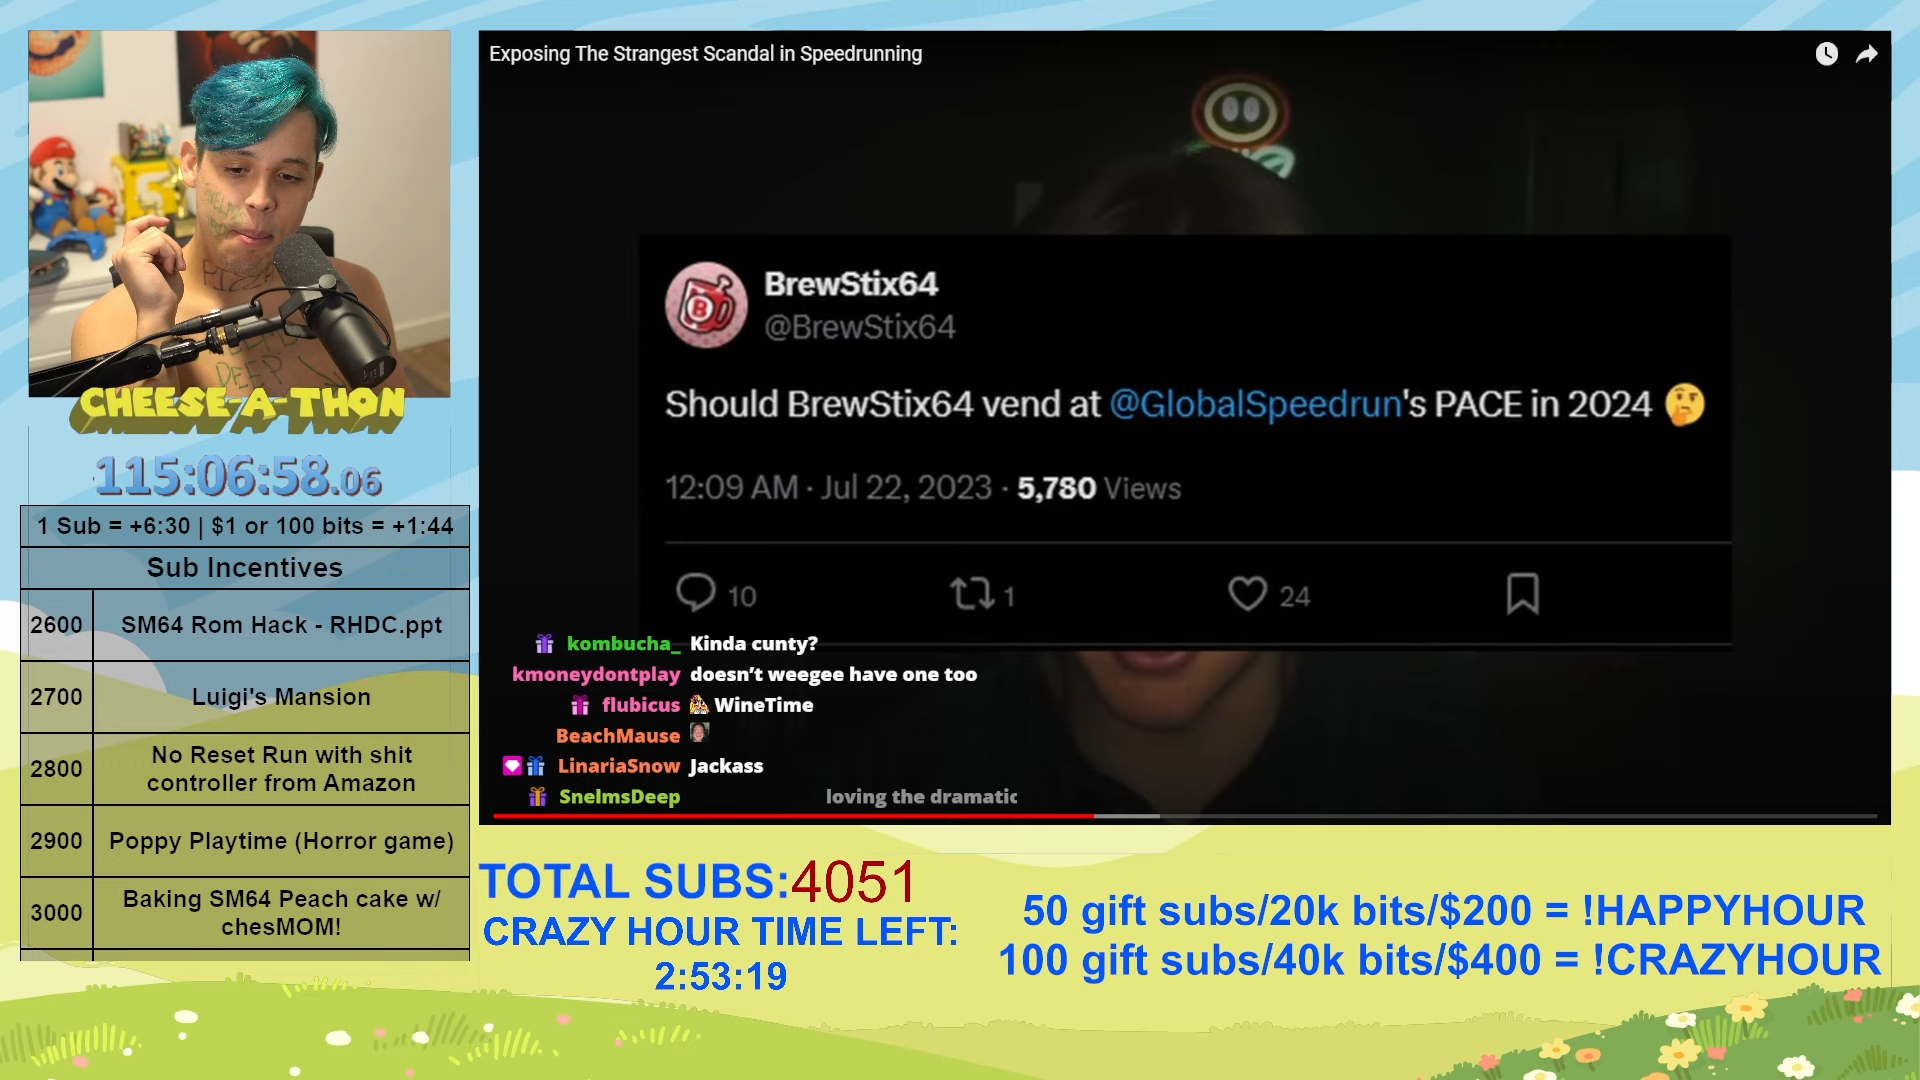 Exposing The Strangest Scandal in Speedrunning
BrewStix64
@BrewStix64
Should BrewStix64 vend at @GlobalSpeedrun's PACE in 2024 🤔
12:09 AM · Jul 22, 2023 · 5,780 Views
10
1
24
kombucha_ Kinda cunty?
kmoneydontplay doesn't weegee have one too
flubicus WineTime
BeachMause
LinariaSnow Jackass
SnelmsDeep loving the dramatic
DEEP
CHEESE-A-THON
115:06:58.06
1 Sub = +6:30 | $1 or 100 bits = +1:44
Sub Incentives
2600 SM64 Rom Hack - RHDC.ppt
2700 Luigi's Mansion
2800 No Reset Run with shit
controller from Amazon
2900 Poppy Playtime (Horror game)
3000 Baking SM64 Peach cake w/
chesMOM!
TOTAL SUBS:4051
CRAZY HOUR TIME LEFT:
2:53:19
50 gift subs/20k bits/$200 = !HAPPYHOUR
100 gift subs/40k bits/$400 = !CRAZYHOUR